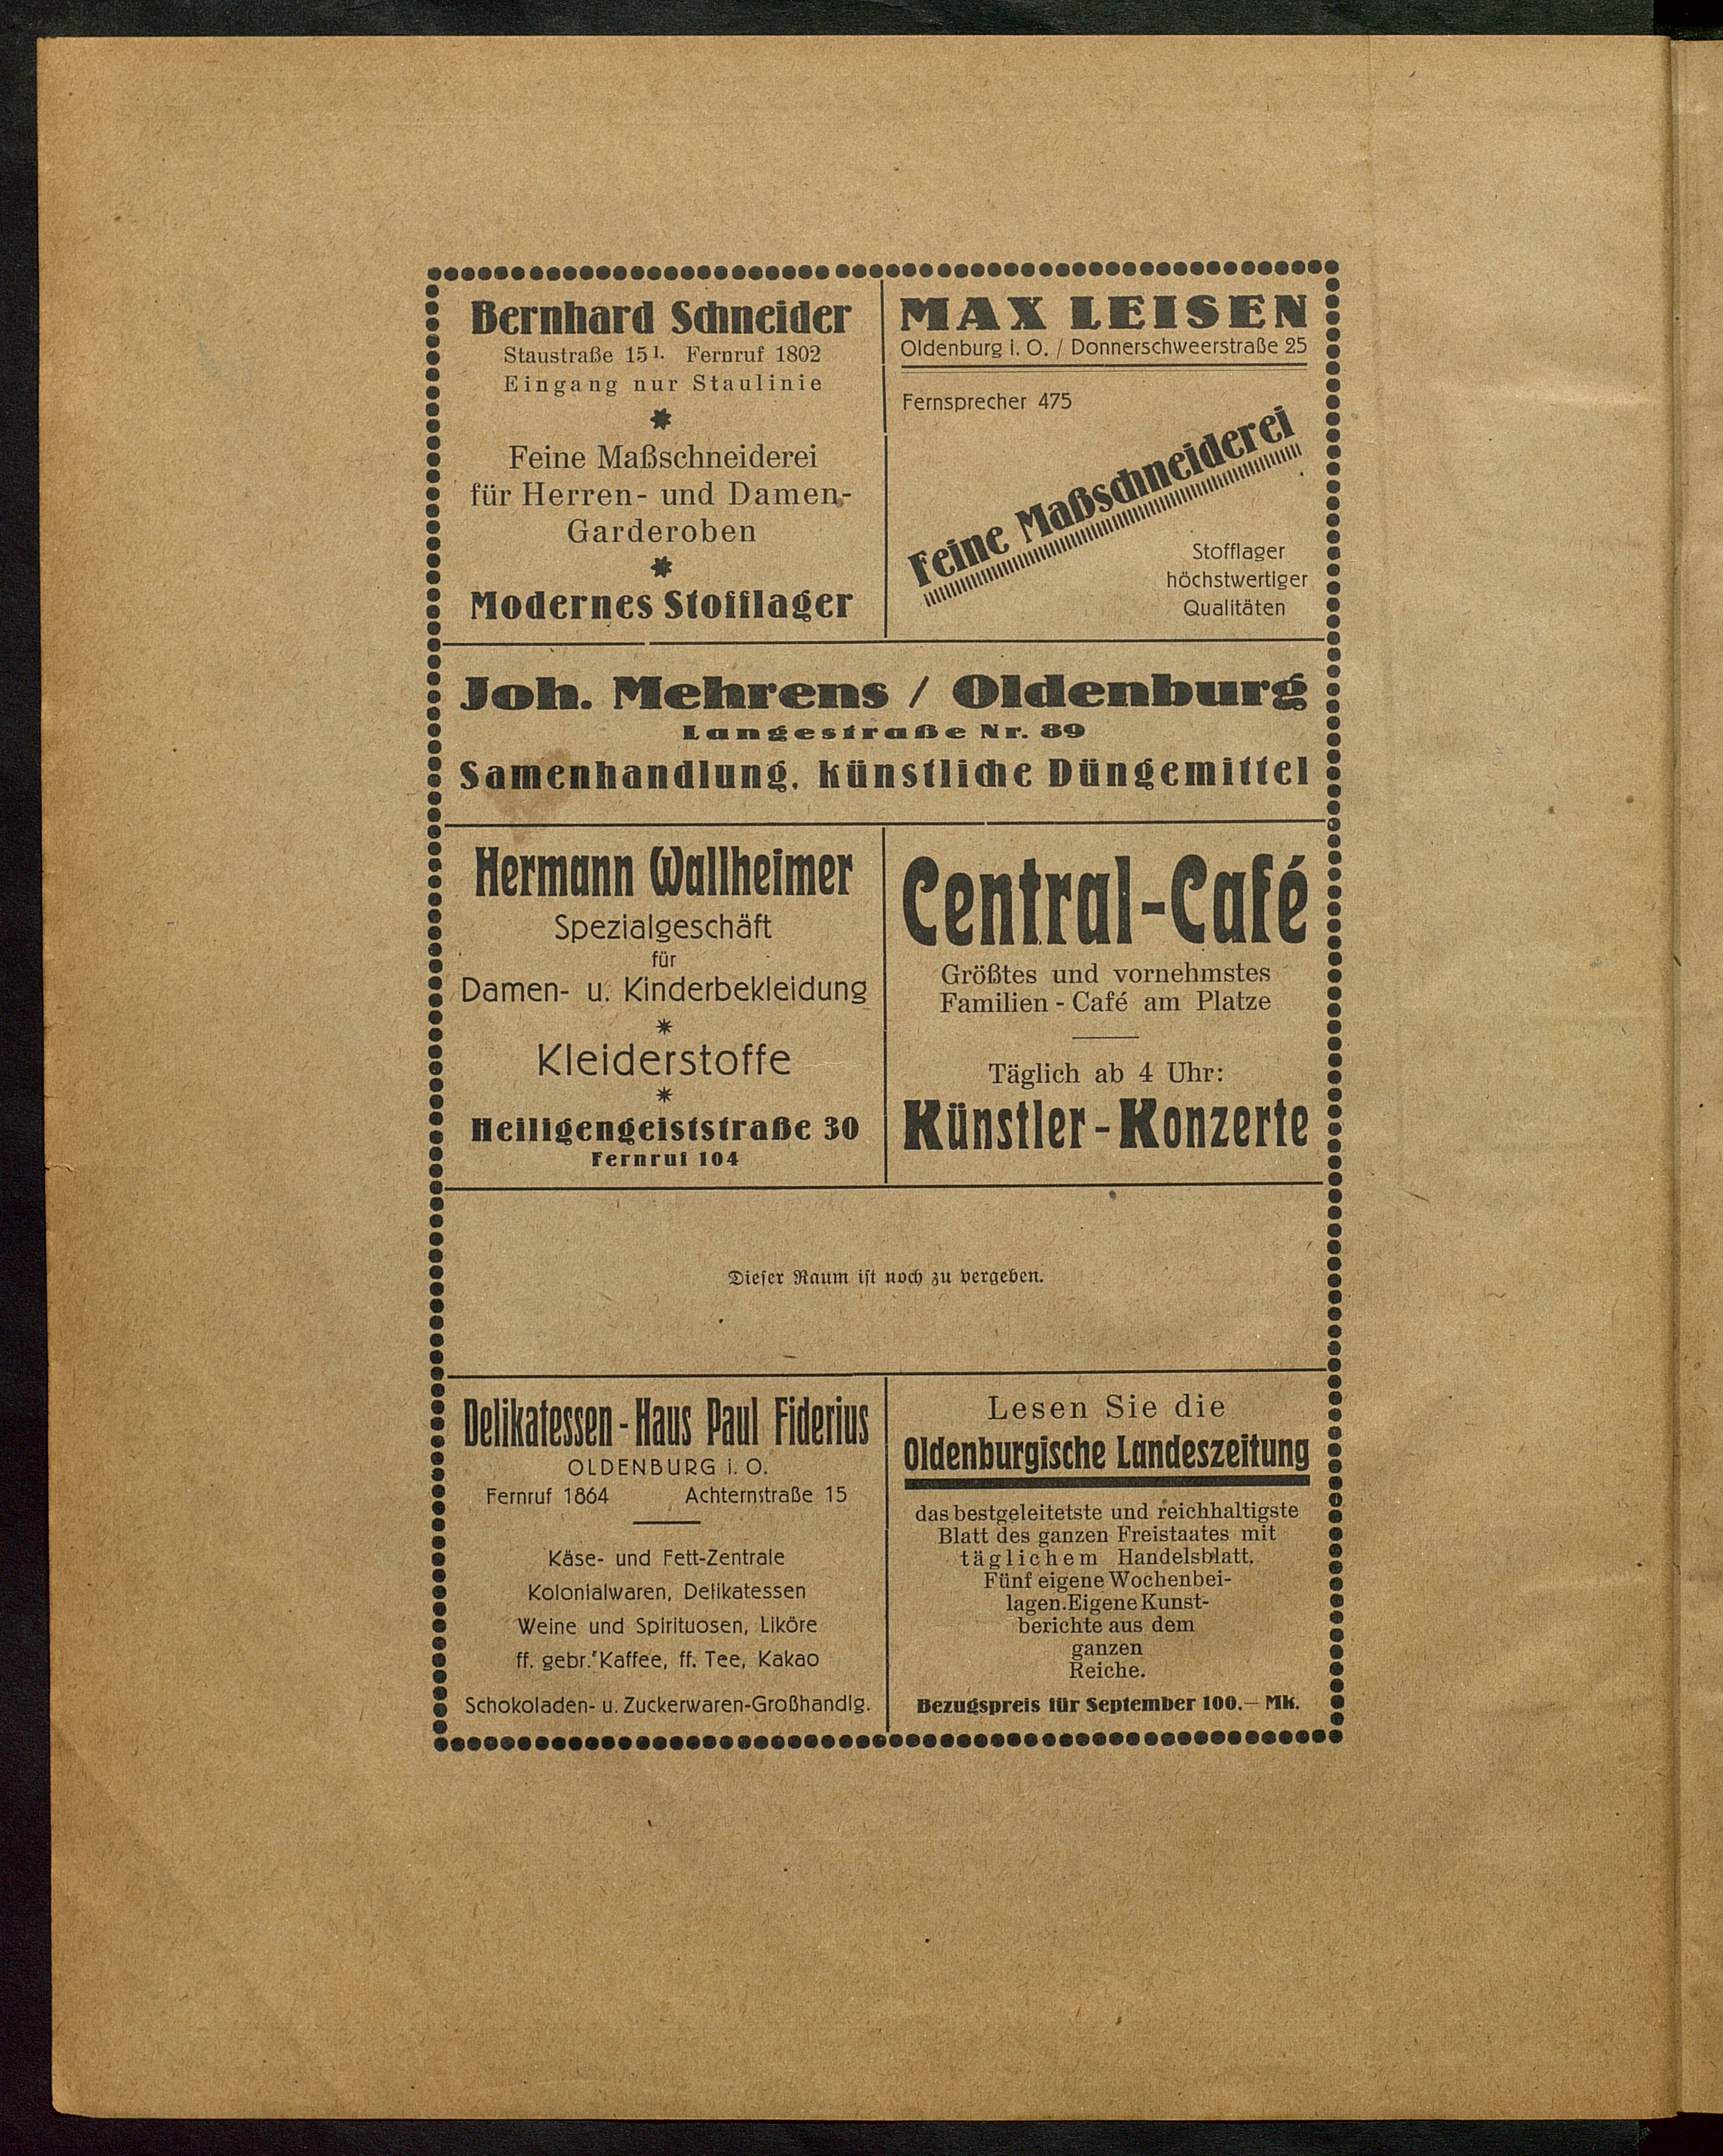 Bernhard Schneider
Staustraße 15 I. Fernruf 1802
Eingang nur Staulinie
Feine Maßschneiderei
für Herren- und Damen-
Garderoben
Modernes Stofflager
MAX LEISEN
Oldenburg i. O. / Donnerschweerstraße 25
Fernsprecher 475
Feine Maßschneiderei
Stofflager
höchstwertiger
Qualitäten
Joh. Mehrens / Oldenburg
Langestraße Nr. 89
Samenhandlung, künstliche Düngemittel
Hermann Wallheimer
Spezialgeschäft
für
Damen- u. Kinderbekleidung
Kleiderstoffe
Heiligengeiststraße 30
Fernruf 104
Central-Café
Größtes und vornehmstes
Familien-Café am Platze
Täglich ab 4 Uhr:
Künstler-Konzerte
Dieser Raum ist noch zu vergeben.
Delikatessen-Haus Paul Fiderius
OLDENBURG i. O.
Fernruf 1864 Achternstraße 15
Käse- und Fett-Zentrale
Kolonialwaren, Delikatessen
Weine und Spirituosen, Liköre
ff. gebr. Kaffee, ff. Tee, Kakao
Schokoladen- u. Zuckerwaren-Großhandlg.
Lesen Sie die
Oldenburgische Landeszeitung
das bestgeleitetste und reichhaltigste
Blatt des ganzen Freistaates mit
täglichem Handelsblatt.
Fünf eigene Wochenbei-
lagen. Eigene Kunst-
berichte aus dem
ganzen
Reiche.
Bezugspreis für September 100.— Mk.